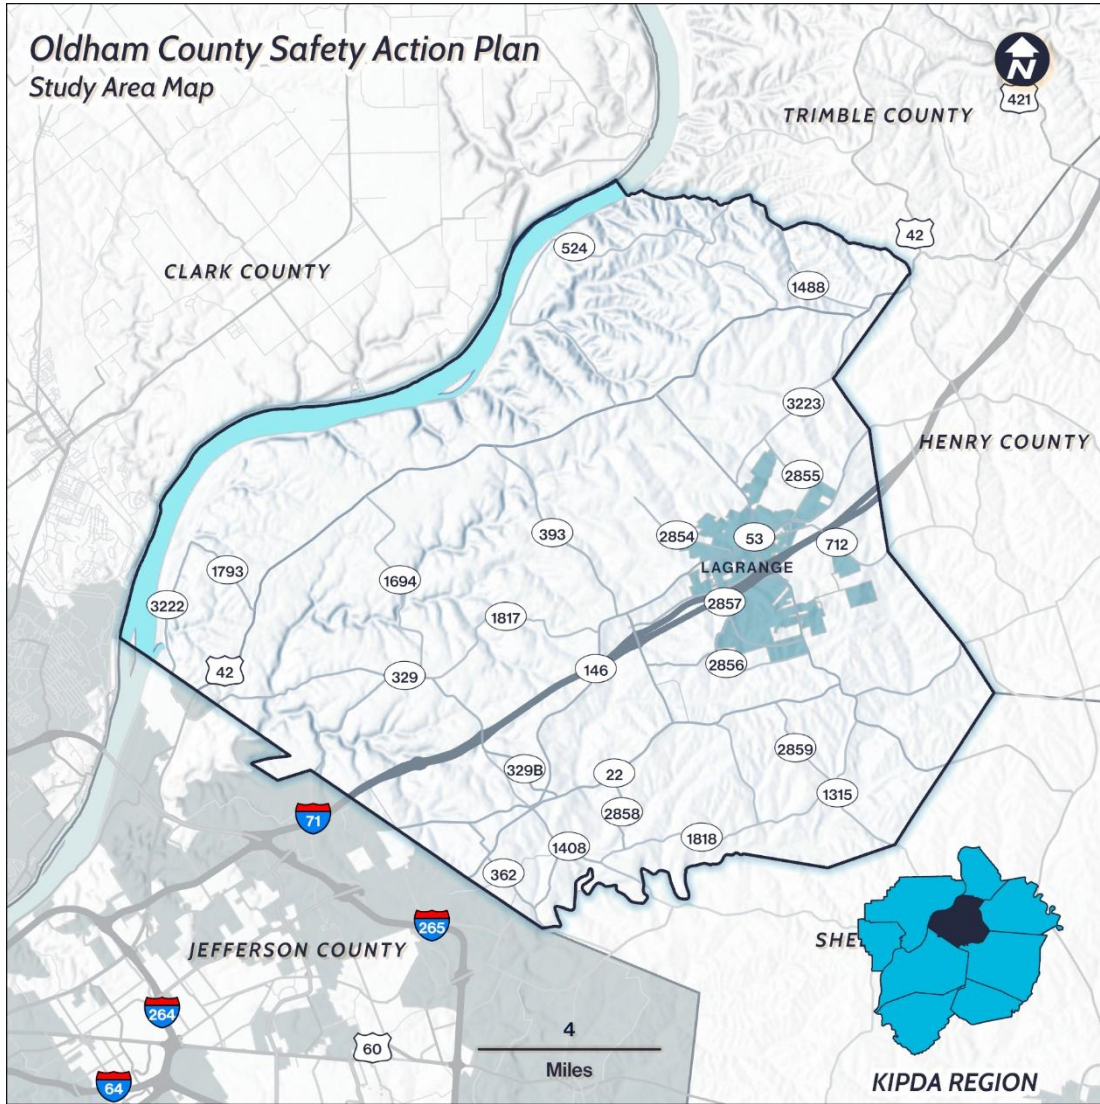 Oldham County Safety Action Plan
Study Area Map
N
421
TRIMBLE COUNTY
42
524
CLARK COUNTY
1488
3223
HENRY COUNTY
2855
393
2854
53
712
LAGRANGE
1793
1694
3222
2857
1817
146
2856
42
329
2859
329B
22
1315
2858
71
1818
1408
362
265
SHE
JEFFERSON COUNTY
264
4
Miles
60
64
KIPDA REGION